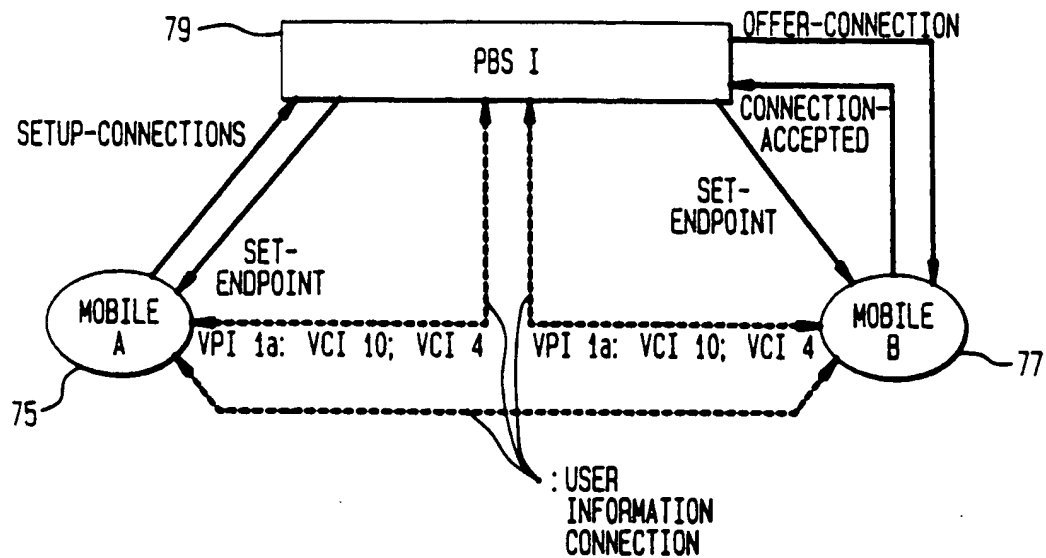 79
PBS I
OFFER-CONNECTION
SETUP-CONNECTIONS
CONNECTION-
ACCEPTED
SET-
ENDPOINT
SET-
ENDPOINT
MOBILE
A
VPI 1a: VCI 10; VCI 4
VPI 1a: VCI 10; VCI 4
MOBILE
B
75
77
: USER
INFORMATION
CONNECTION